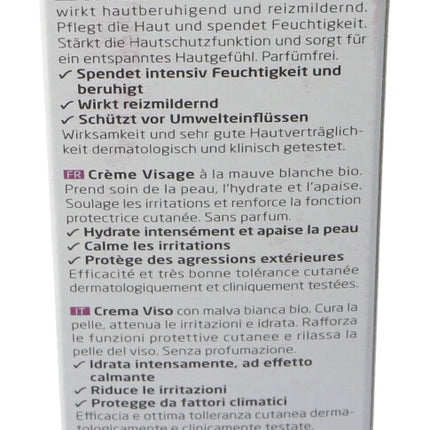 wirkt hautberuhigend und reizmildernd.
Pflegt die Haut und spendet Feuchtigkeit.
Stärkt die Hautschutzfunktion und sorgt für
ein entspanntes Hautgefühl. Parfümfrei.
✓ Spendet intensiv Feuchtigkeit und
beruhigt
✓ Wirkt reizmildernd
✓ Schützt vor Umwelteinflüssen
Wirksamkeit und sehr gute Hautverträglich-
keit dermatologisch und klinisch getestet.
FR Crème Visage à la mauve blanche bio.
Prend soin de la peau, l'hydrate et l'apaise.
Soulage les irritations et renforce la fonction
protectrice cutanée. Sans parfum.
✓ Hydrate intensément et apaise la peau
✓ Calme les irritations
✓ Protège des agressions extérieures
Efficacité et très bonne tolérance cutanée
dermatologiquement et cliniquement testées.
IT Crema Viso con malva bianca bio. Cura la
pelle, attenua le irritazioni e idrata. Rafforza
le funzioni protettive cutanee e rilassa la
pelle del viso. Senza profumazione.
✓ Idrata intensamente, ad effetto
calmante
✓ Riduce le irritazioni
✓ Protegge da fattori climatici
Efficacia e ottima tolleranza cutanea derma-
tologicamente e clinicamente testate.